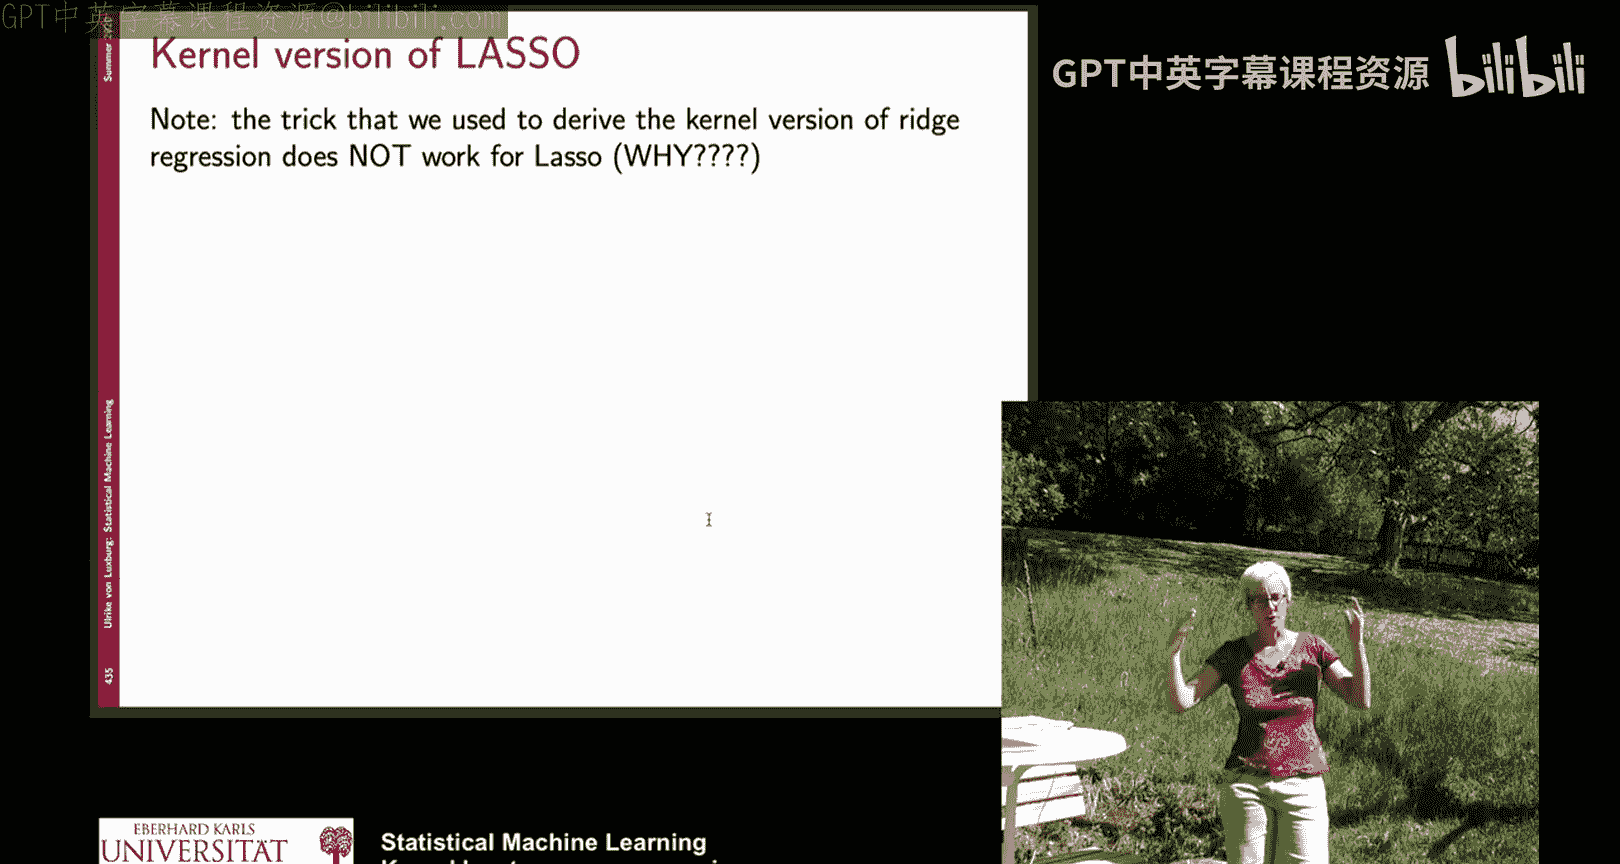 GPT中英字幕课程资源@bilibili.com
GPT中英字幕课程资源 bilibili
Kernel version of LASSO
Note: the trick that we used to derive the kernel version of ridge
regression does NOT work for Lasso (WHY????)
Summer
Ulrike von Luxburg: Statistical Machine Learning
435
EBERHARD KARLS
UNIVERSITÄT
Statistical Machine Learning